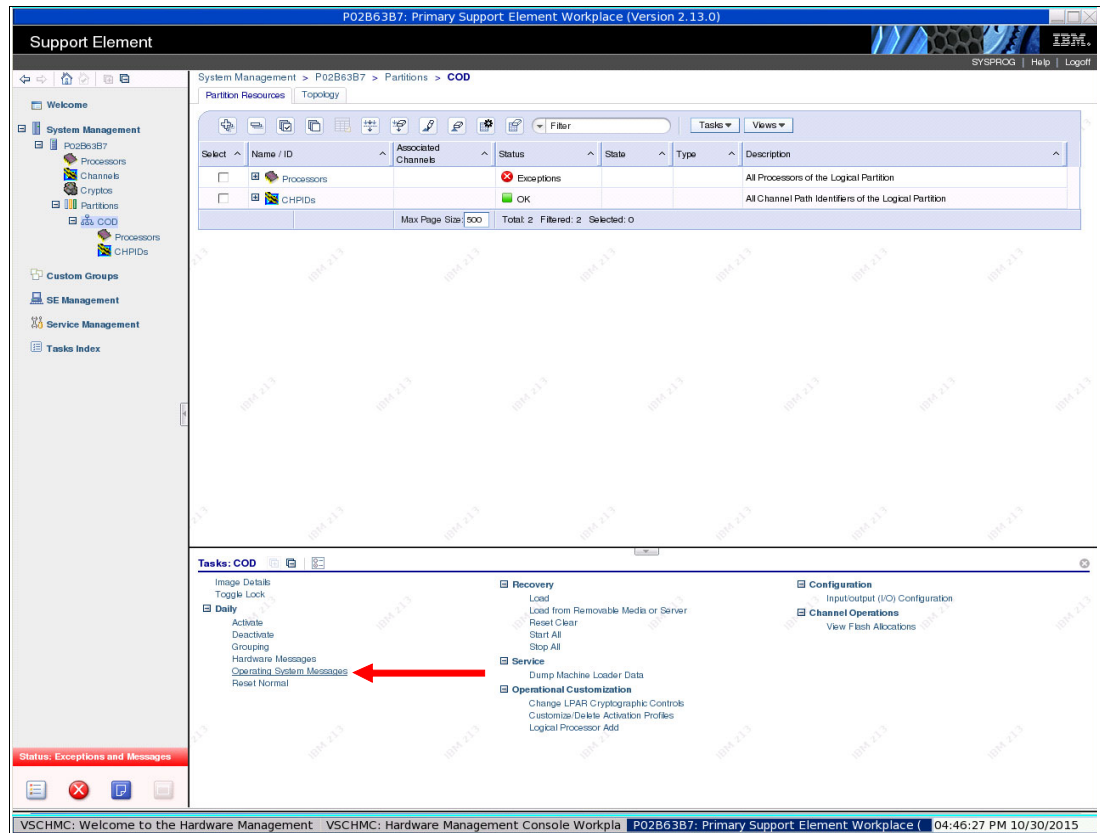 P02B63B7: Primary Support Element Workplace (Version 2.13.0)
Support Element
IBM.
SYSPROG | Help | Logoff
System Management > P02B63B7 > Partitions > COD
Partition Resources Topology
Welcome
System Management
P02B63B7
Processors
Channels
Cryptos
Partitions
COD
Processors
CHPIDs
Custom Groups
SE Management
Service Management
Tasks Index
Filter Tasks Views
Select Name / ID Associated Channels Status State Type Description
Processors Exceptions All Processors of the Logical Partition
CHPIDs OK All Channel Path Identifiers of the Logical Partition
Max Page Size: 500 Total: 2 Filtered: 2 Selected: 0
IBM 213
Tasks: COD
Image Details
Toggle Lock
Daily
Activate
Deactivate
Grouping
Hardware Messages
Operating System Messages
Reset Normal
Recovery
Load
Load from Removable Media or Server
Reset Clear
Start All
Stop All
Service
Dump Machine Loader Data
Operational Customization
Change LPAR Cryptographic Controls
Customize/Delete Activation Profiles
Logical Processor Add
Configuration
Input/output (I/O) Configuration
Channel Operations
View Flash Allocations
Status: Exceptions and Messages
VSCHMC: Welcome to the Hardware Management VSCHMC: Hardware Management Console Workpla P02B63B7: Primary Support Element Workplace ( 04:46:27 PM 10/30/2015